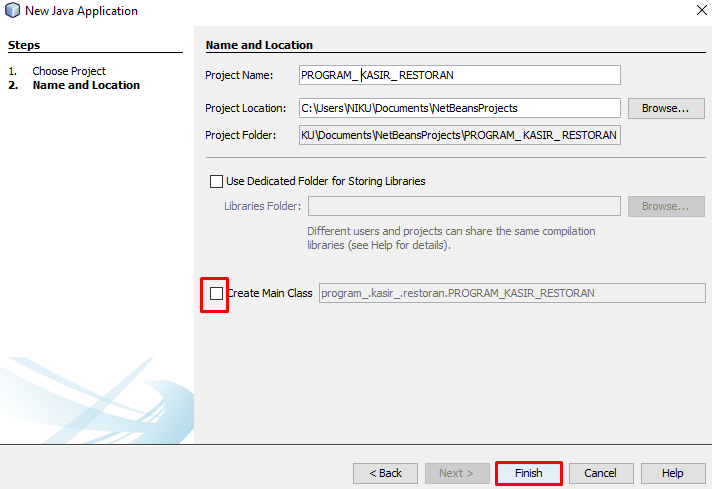 New Java Application
Steps
1. Choose Project
2. Name and Location
Name and Location
Project Name: PROGRAM_ KASIR_ RESTORAN
Project Location: C:\Users\NIKU\Documents\NetBeansProjects Browse...
Project Folder: KU\Documents\NetBeansProjects\PROGRAM_ KASIR_ RESTORAN
Use Dedicated Folder for Storing Libraries
Libraries Folder: Browse...
Different users and projects can share the same compilation
libraries (see Help for details).
Create Main Class program_.kasir_.restoran.PROGRAM_KASIR_RESTORAN
< Back Next > Finish Cancel Help